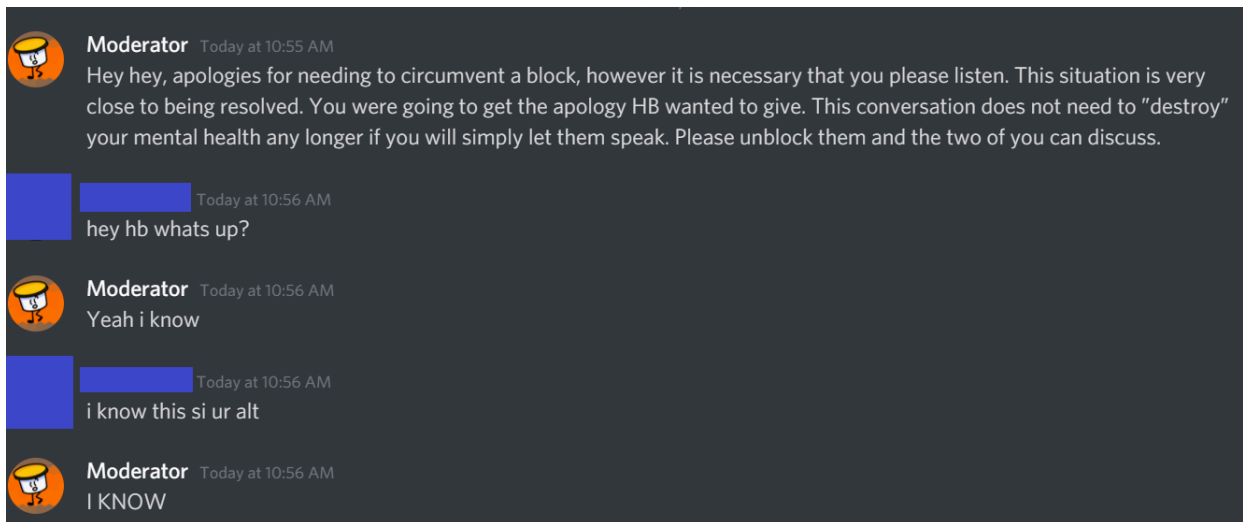 Moderator Today at 10:55 AM
Hey hey, apologies for needing to circumvent a block, however it is necessary that you please listen. This situation is very
close to being resolved. You were going to get the apology HB wanted to give. This conversation does not need to "destroy"
your mental health any longer if you will simply let them speak. Please unblock them and the two of you can discuss.
Today at 10:56 AM
hey hb whats up?
Moderator Today at 10:56 AM
Yeah i know
Today at 10:56 AM
i know this si ur alt
Moderator Today at 10:56 AM
I KNOW